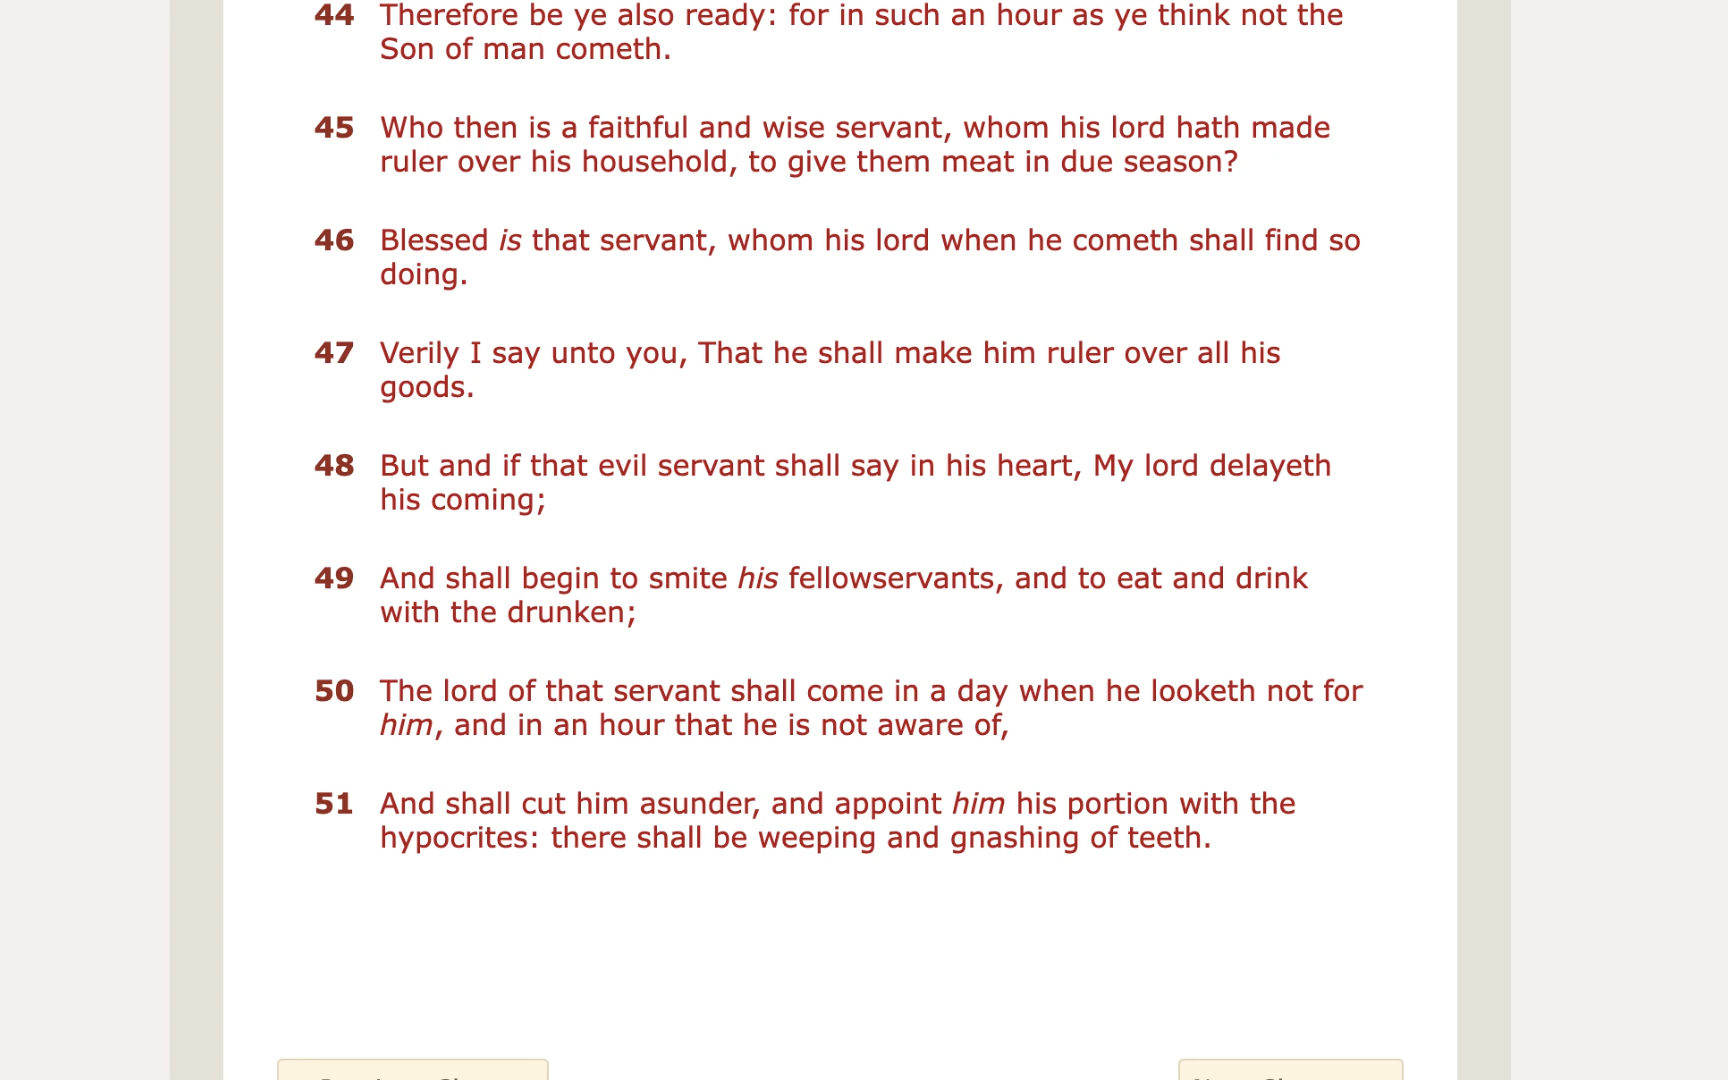 44 Therefore be ye also ready: for in such an hour as ye think not the
Son of man cometh.
45 Who then is a faithful and wise servant, whom his lord hath made
ruler over his household, to give them meat in due season?
46 Blessed is that servant, whom his lord when he cometh shall find so
doing.
47 Verily I say unto you, That he shall make him ruler over all his
goods.
48 But and if that evil servant shall say in his heart, My lord delayeth
his coming;
49 And shall begin to smite his fellowservants, and to eat and drink
with the drunken;
50 The lord of that servant shall come in a day when he looketh not for
him, and in an hour that he is not aware of,
51 And shall cut him asunder, and appoint him his portion with the
hypocrites: there shall be weeping and gnashing of teeth.